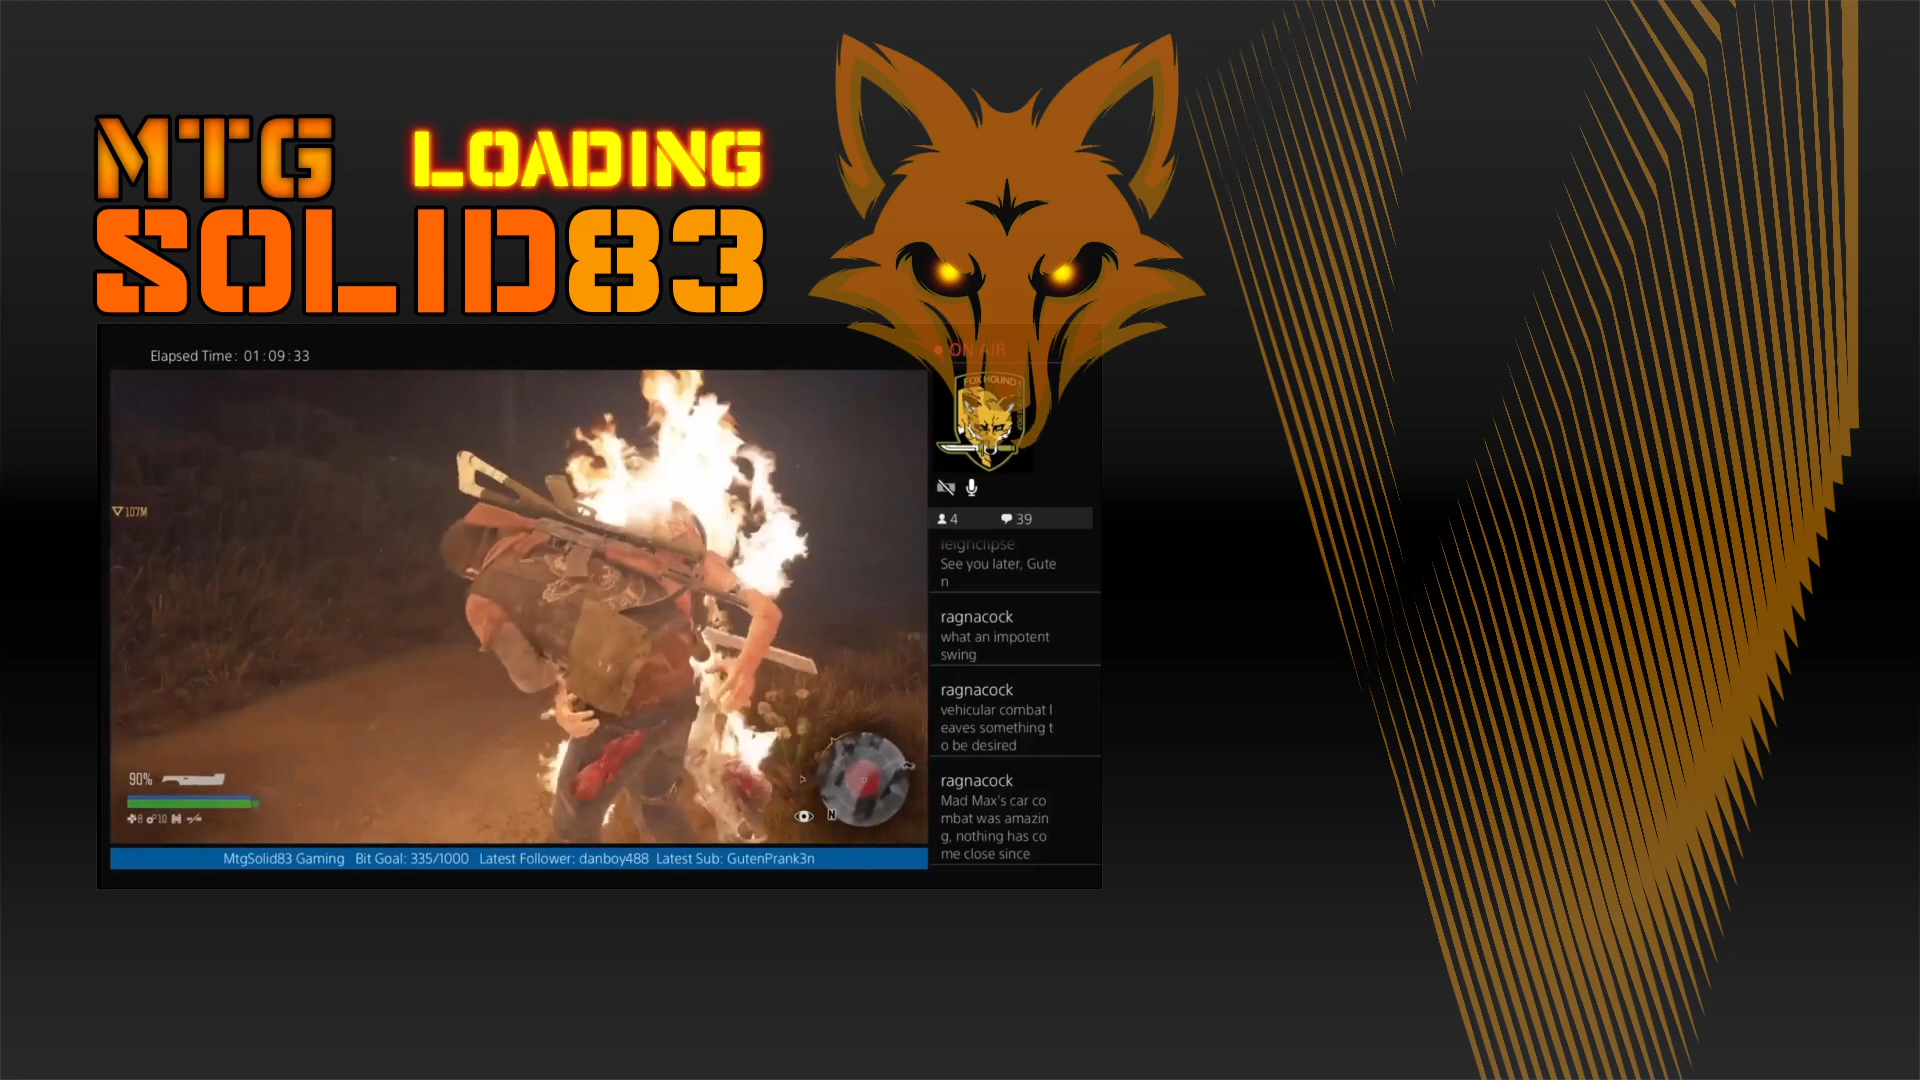 MTG LOADING
SOLID83
Elapsed Time: 01:09:33
ON AIR
FOX HOUND
107M
4 39
leighclipse
See you later, Gute
n
ragnacock
what an impotent
swing
ragnacock
vehicular combat l
eaves something t
o be desired
ragnacock
Mad Max's car co
mbat was amazin
g, nothing has co
me close since
90%
8 10
N
MtgSolid83 Gaming Bit Goal: 335/1000 Latest Follower: danboy488 Latest Sub: GutenPrank3n